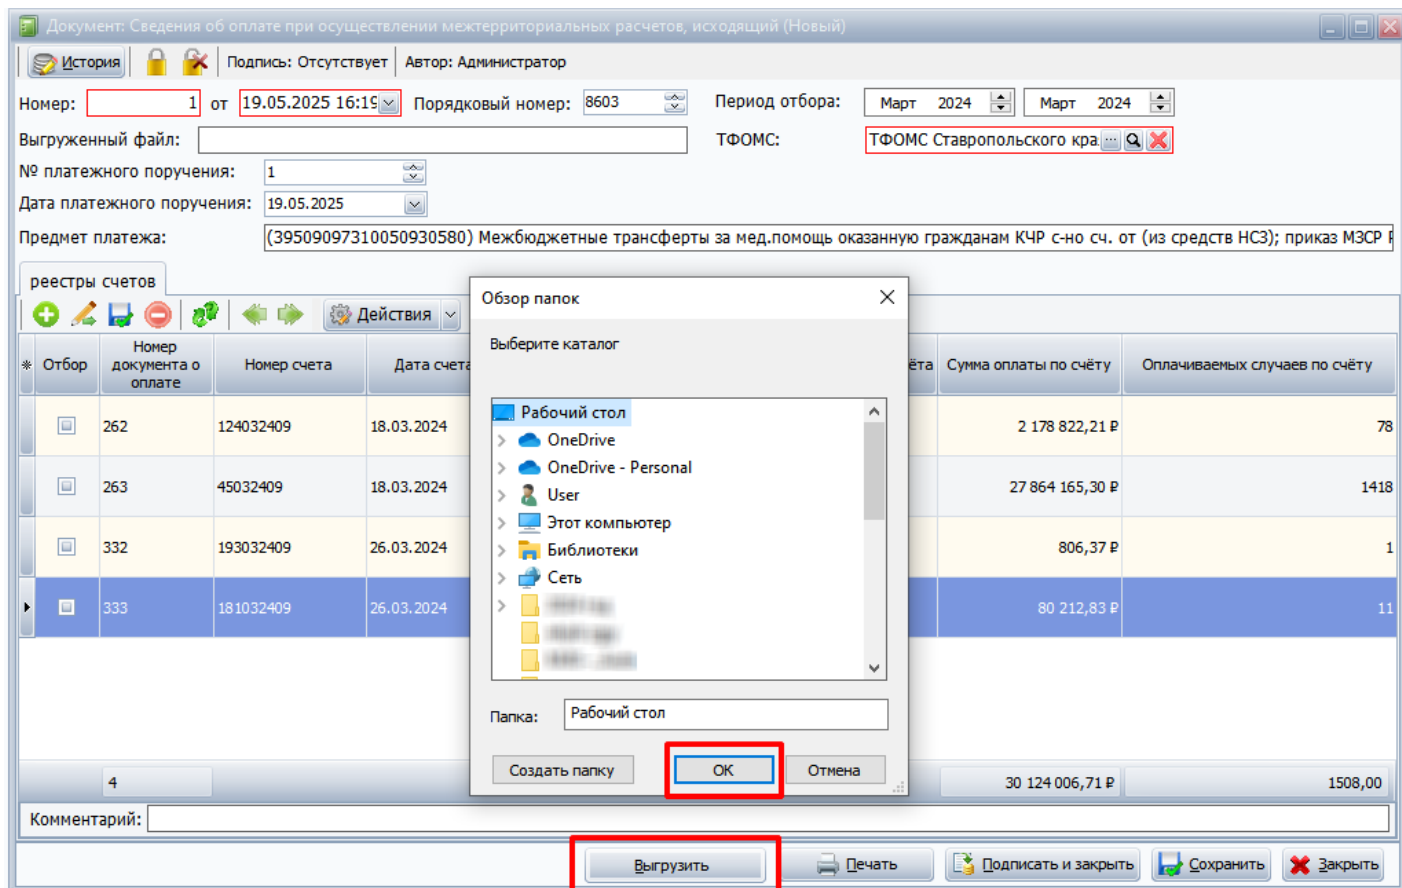 Документ: Сведения об оплате при осуществлении межтерриториальных расчетов, исходящий (Новый)
История Подпись: Отсутствует Автор: Администратор
Номер: 1 от 19.05.2025 16:19 Порядковый номер: 8603 Период отбора: Март 2024 Март 2024
Выгруженный файл: ТФОМС: ТФОМС Ставропольского кра ...
№ платежного поручения: 1
Дата платежного поручения: 19.05.2025
Предмет платежа: (39509097310050930580) Межбюджетные трансферты за мед.помощь оказанную гражданам КЧР с-но сч. от (из средств НСЗ); приказ МЗСР
реестры счетов
Действия
Отбор Номер документа о оплате Номер счета Дата счета ёта Сумма оплаты по счёту Оплачиваемых случаев по счёту
262 124032409 18.03.2024 2 178 822,21 ₽ 78
263 45032409 18.03.2024 27 864 165,30 ₽ 1418
332 193032409 26.03.2024 806,37 ₽ 1
333 181032409 26.03.2024 80 212,83 ₽ 11
4 30 124 006,71 ₽ 1508,00
Обзор папок
Выберите каталог
Рабочий стол
OneDrive
OneDrive - Personal
User
Этот компьютер
Библиотеки
Сеть
Папка: Рабочий стол
Создать папку OK Отмена
Комментарий:
Выгрузить Печать Подписать и закрыть Сохранить Закрыть